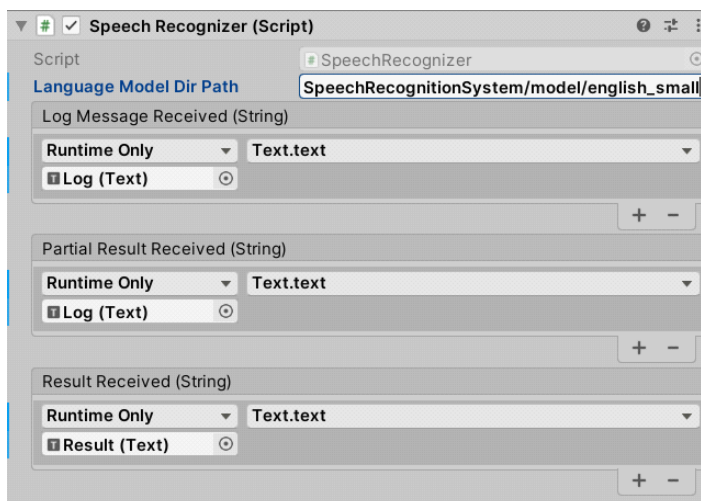 Speech Recognizer (Script)
Script SpeechRecognizer
Language Model Dir Path SpeechRecognitionSystem/model/english_small
Log Message Received (String)
Runtime Only Text.text
Log (Text)
+ −
Partial Result Received (String)
Runtime Only Text.text
Log (Text)
+ −
Result Received (String)
Runtime Only Text.text
Result (Text)
+ −